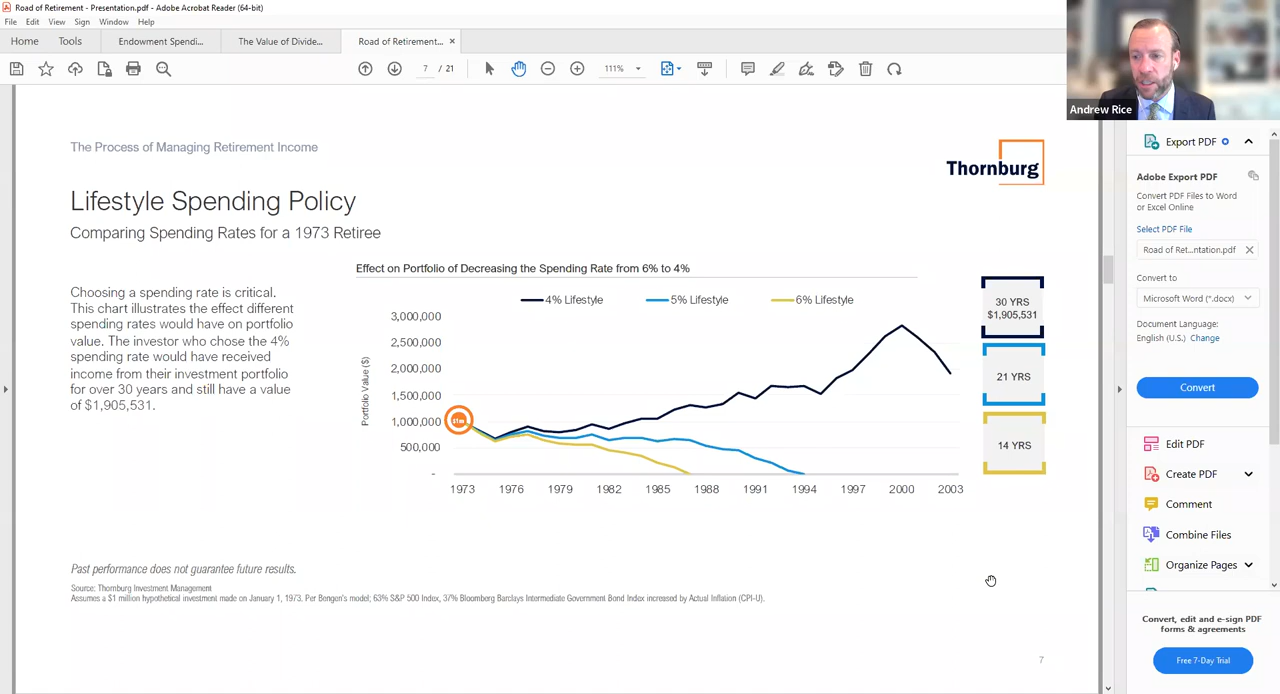 Road of Retirement - Presentation.pdf - Adobe Acrobat Reader (64-bit)
File Edit View Sign Window Help
Home Tools Endowment Spendi... The Value of Divide... Road of Retirement... ×
7 / 21 111%
Andrew Rice
The Process of Managing Retirement Income
Thornburg
Lifestyle Spending Policy
Comparing Spending Rates for a 1973 Retiree
Choosing a spending rate is critical.
This chart illustrates the effect different
spending rates would have on portfolio
value. The investor who chose the 4%
spending rate would have received
income from their investment portfolio
for over 30 years and still have a value
of $1,905,531.
Effect on Portfolio of Decreasing the Spending Rate from 6% to 4%
4% Lifestyle 5% Lifestyle 6% Lifestyle
Portfolio Value ($)
3,000,000
2,500,000
2,000,000
1,500,000
1,000,000
500,000
-
$1m
1973 1976 1979 1982 1985 1988 1991 1994 1997 2000 2003
30 YRS
$1,905,531
21 YRS
14 YRS
Past performance does not guarantee future results.
Source: Thornburg Investment Management
Assumes a $1 million hypothetical investment made on January 1, 1973. Per Bengen's model; 63% S&P 500 Index, 37% Bloomberg Barclays Intermediate Government Bond Index increased by Actual Inflation (CPI-U).
7
Export PDF
Adobe Export PDF
Convert PDF Files to Word
or Excel Online
Select PDF File
Road of Ret...ntation.pdf
Convert to
Microsoft Word (*.docx)
Document Language:
English (U.S.) Change
Convert
Edit PDF
Create PDF
Comment
Combine Files
Organize Pages
Convert, edit and e-sign PDF
forms & agreements
Free 7-Day Trial